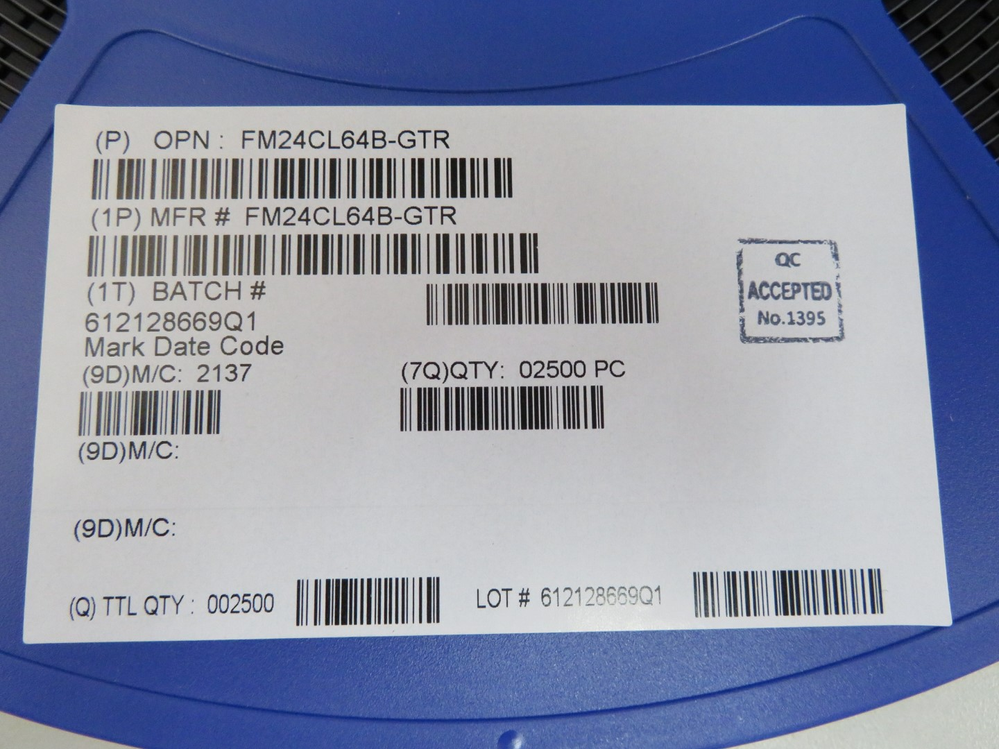 (P) OPN : FM24CL64B-GTR
(1P) MFR # FM24CL64B-GTR
(1T) BATCH #
612128669Q1
Mark Date Code
(9D)M/C: 2137
(7Q)QTY: 02500 PC
(9D)M/C:
(9D)M/C:
(Q) TTL QTY : 002500
LOT # 612128669Q1
QC
ACCEPTED
No.1395